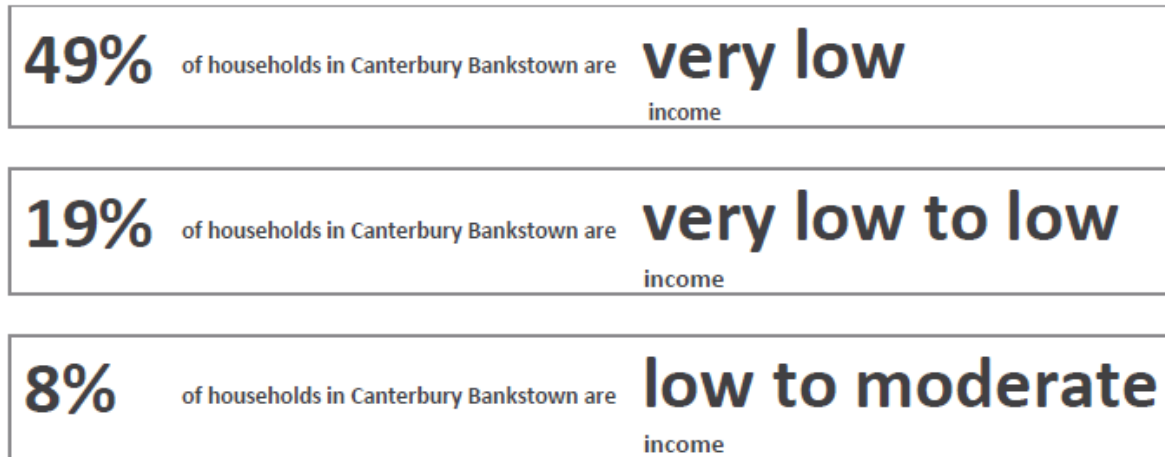 49% of households in Canterbury Bankstown are very low
income
19% of households in Canterbury Bankstown are very low to low
income
8% of households in Canterbury Bankstown are low to moderate
income